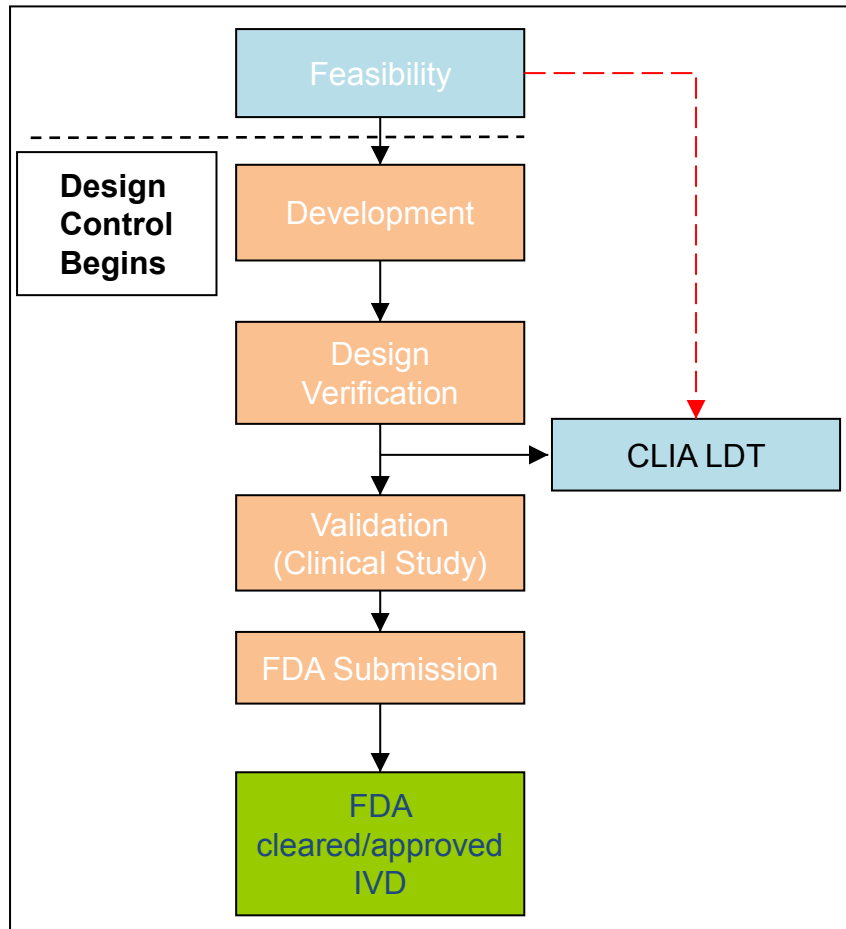 Feasibility
Design
Control
Begins
Development
Design
Verification
CLIA LDT
Validation
(Clinical Study)
FDA Submission
FDA
cleared/approved
IVD